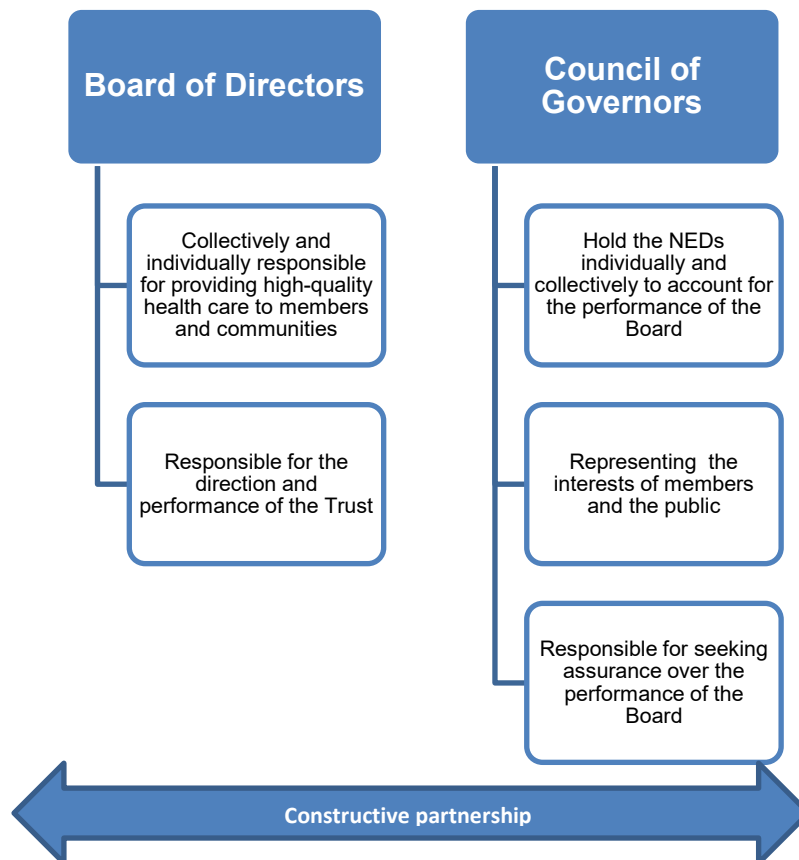 Board of Directors
Collectively and
individually responsible
for providing high-quality
health care to members
and communities
Responsible for the
direction and
performance of the Trust
Council of
Governors
Hold the NEDs
individually and
collectively to account for
the performance of the
Board
Representing the
interests of members
and the public
Responsible for seeking
assurance over the
performance of the
Board
Constructive partnership